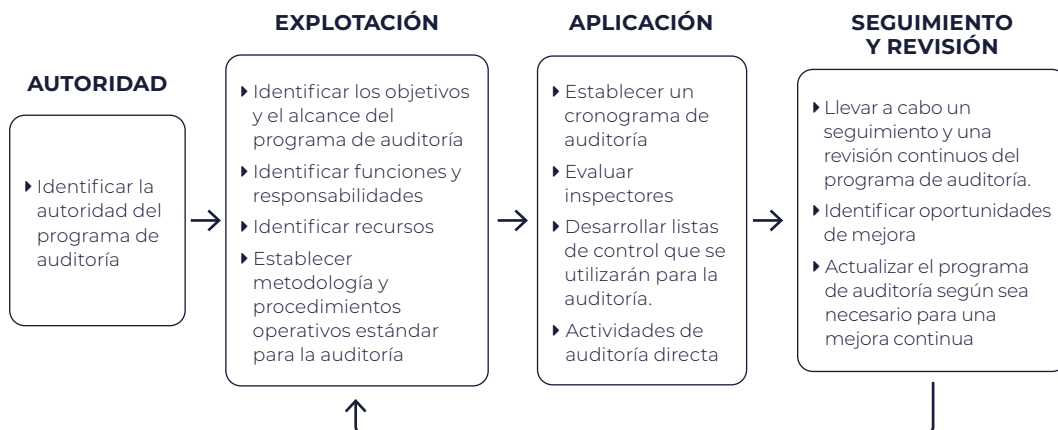 AUTORIDAD
▸ Identificar la
autoridad del
programa de
auditoría
EXPLOTACIÓN
▸ Identificar los objetivos
y el alcance del
programa de auditoría
▸ Identificar funciones y
responsabilidades
▸ Identificar recursos
▸ Establecer
metodología y
procedimientos
operativos estándar
para la auditoría
APLICACIÓN
▸ Establecer un
cronograma de
auditoría
▸ Evaluar
inspectores
▸ Desarrollar listas
de control que se
utilizarán para la
auditoría.
▸ Actividades de
auditoría directa
SEGUIMIENTO
Y REVISIÓN
▸ Llevar a cabo un
seguimiento y una
revisión continuos del
programa de auditoría.
▸ Identificar oportunidades
de mejora
▸ Actualizar el programa
de auditoría según sea
necesario para una
mejora continua